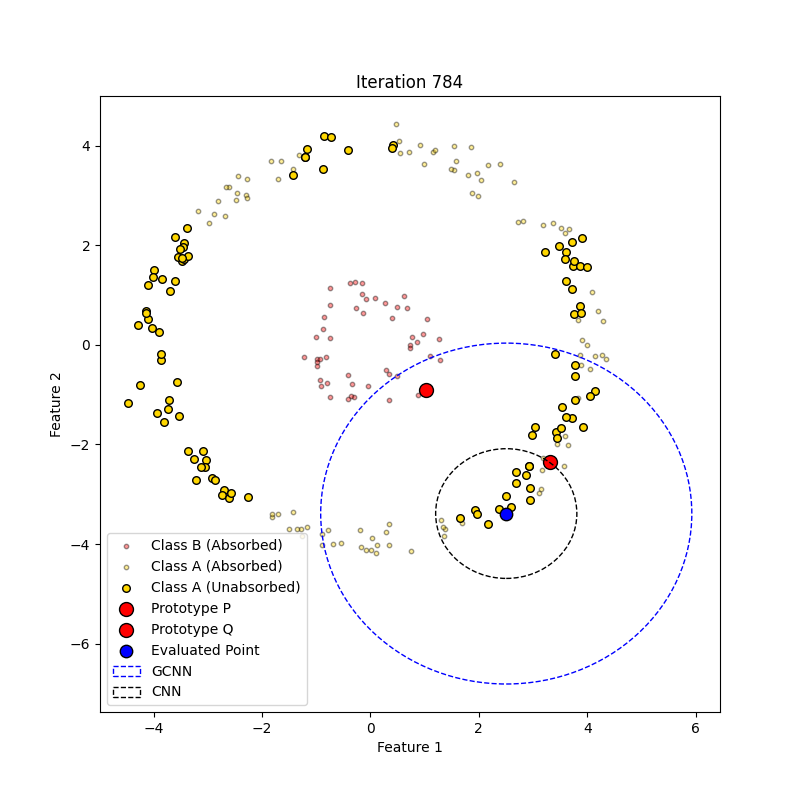 Iteration 784
4
2
0
−2
−4
−6
Feature 2
Class B (Absorbed)
Class A (Absorbed)
Class A (Unabsorbed)
Prototype P
Prototype Q
Evaluated Point
GCNN
CNN
−4
−2
0
2
4
6
Feature 1